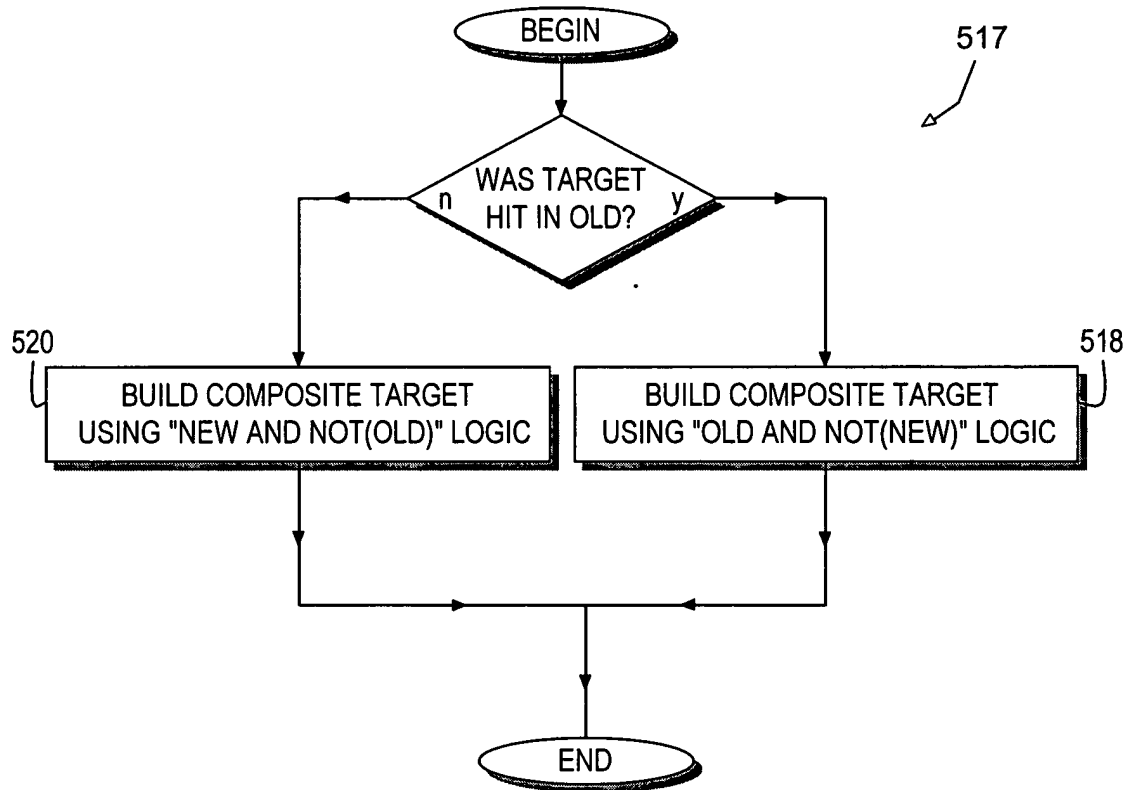 BEGIN
517
WAS TARGET
HIT IN OLD?
n
y
520
BUILD COMPOSITE TARGET
USING "NEW AND NOT(OLD)" LOGIC
518
BUILD COMPOSITE TARGET
USING "OLD AND NOT(NEW)" LOGIC
END